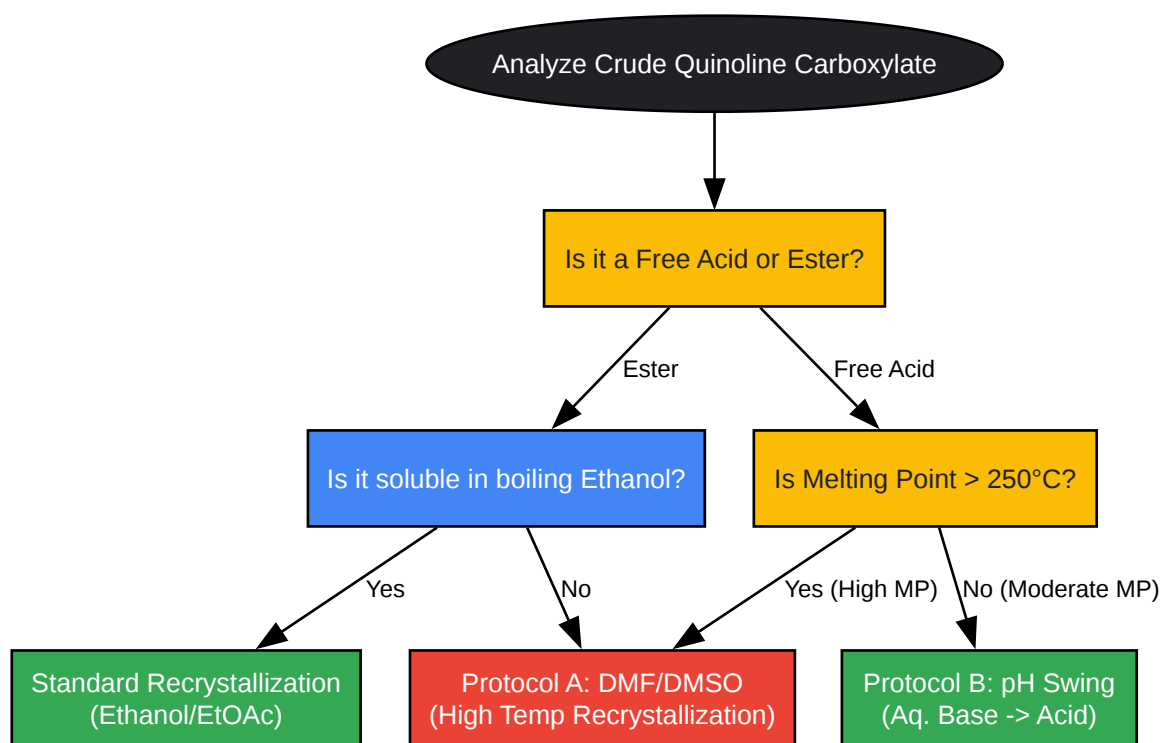 Analyze Crude Quinoline Carboxylate
Is it a Free Acid or Ester?
Ester
Free Acid
Is it soluble in boiling Ethanol?
Is Melting Point > 250°C?
Yes
No
Yes (High MP)
No (Moderate MP)
Standard Recrystallization
(Ethanol/EtOAc)
Protocol A: DMF/DMSO
(High Temp Recrystallization)
Protocol B: pH Swing
(Aq. Base -> Acid)